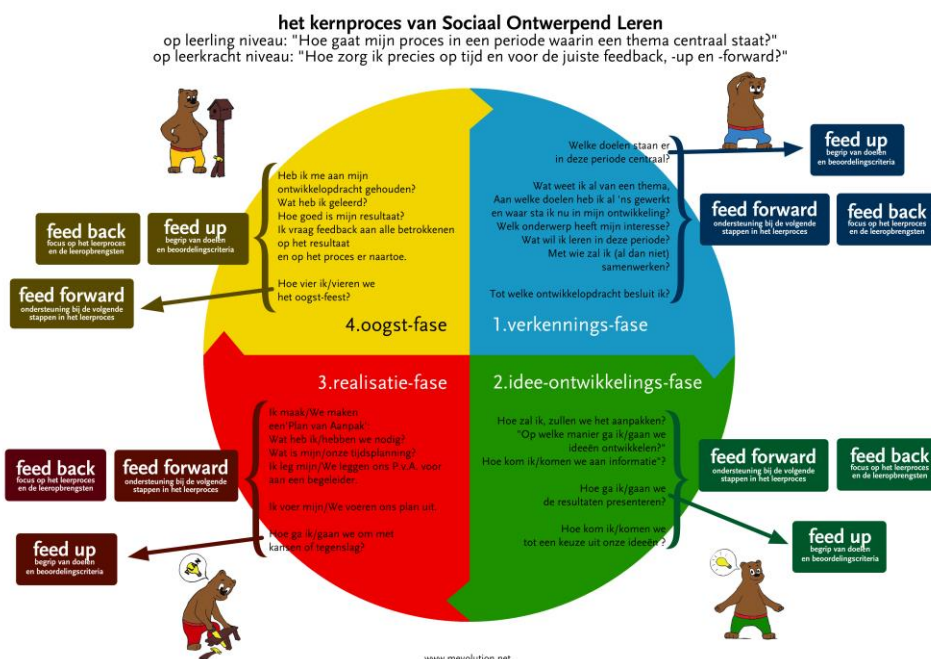 het kernproces van Sociaal Ontwerpend Leren
op leerling niveau: "Hoe gaat mijn proces in een periode waarin een thema centraal staat?"
op leerkracht niveau: "Hoe zorg ik precies op tijd en voor de juiste feedback, -up en -forward?"
Welke doelen staan er
in deze periode centraal?
Wat weet ik al van een thema,
Aan welke doelen heb ik al 'ns gewerkt
en waar sta ik nu in mijn ontwikkeling?
Welk onderwerp heeft mijn interesse?
Wat wil ik leren in deze periode?
Met wie zal ik (al dan niet)
samenwerken?
Tot welke ontwikkelopdracht besluit ik?
1.verkennings-fase
feed up
begrip van doelen
en beoordelingscriteria
feed forward
ondersteuning bij de volgende
stappen in het leerproces
feed back
focus op het leerproces
en de leeropbrengsten
2.idee-ontwikkelings-fase
Hoe zal ik, zullen we het aanpakken?
"Op welke manier ga ik/gaan we
ideeën ontwikkelen?"
Hoe kom ik/komen we aan informatie"?
Hoe ga ik/gaan we
de resultaten presenteren?
Hoe kom ik/komen we
tot een keuze uit onze ideeën ?
feed forward
ondersteuning bij de volgende
stappen in het leerproces
feed back
focus op het leerproces
en de leeropbrengsten
feed up
begrip van doelen
en beoordelingscriteria
3.realisatie-fase
Ik maak/We maken
een'Plan van Aanpak':
Wat heb ik/hebben we nodig?
Wat is mijn/onze tijdsplanning?
Ik leg mijn/We leggen ons P v.A. voor
aan een begeleider.
Ik voer mijn/We voeren ons plan uit.
Hoe ga ik/gaan we om met
kansen of tegenslag?
feed back
focus op het leerproces
en de leeropbrengsten
feed forward
ondersteuning bij de volgende
stappen in het leerproces
feed up
begrip van doelen
en beoordelingscriteria
Heb ik me aan mijn
ontwikkelopdracht gehouden?
Wat heb ik geleerd?
Hoe goed is mijn resultaat?
Ik vraag feedback aan alle betrokkenen
op het resultaat
en op het proces er naartoe.
Hoe vier ik/vieren we
het oogst-feest?
4.oogst-fase
feed back
focus op het leerproces
en de leeropbrengsten
feed up
begrip van doelen
en beoordelingscriteria
feed forward
ondersteuning bij de volgende
stappen in het leerproces
www.mevolution.net